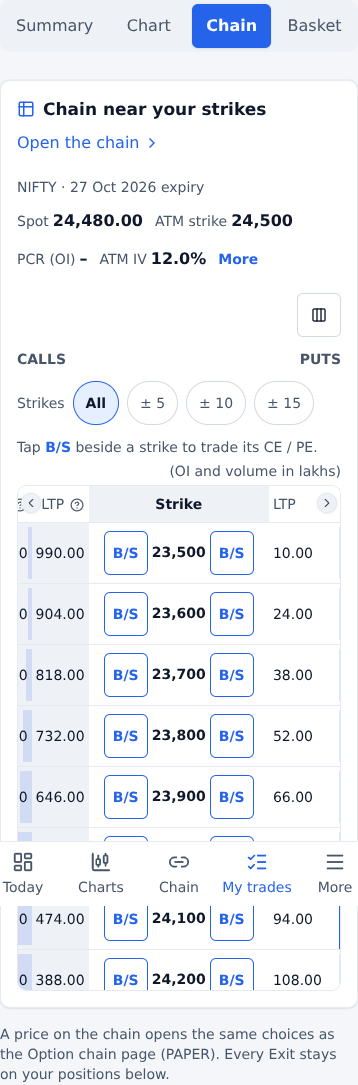 Summary Chart Chain Basket
Chain near your strikes
Open the chain
NIFTY · 27 Oct 2026 expiry
Spot 24,480.00 ATM strike 24,500
PCR (OI) – ATM IV 12.0% More
CALLS PUTS
Strikes All ± 5 ± 10 ± 15
Tap B/S beside a strike to trade its CE / PE.
(OI and volume in lakhs)
LTP Strike LTP
0 990.00 B/S 23,500 B/S 10.00
0 904.00 B/S 23,600 B/S 24.00
0 818.00 B/S 23,700 B/S 38.00
0 732.00 B/S 23,800 B/S 52.00
0 646.00 B/S 23,900 B/S 66.00
Today Charts Chain My trades More
0 474.00 B/S 24,100 B/S 94.00
0 388.00 B/S 24,200 B/S 108.00
A price on the chain opens the same choices as
the Option chain page (PAPER). Every Exit stays
on your positions below.